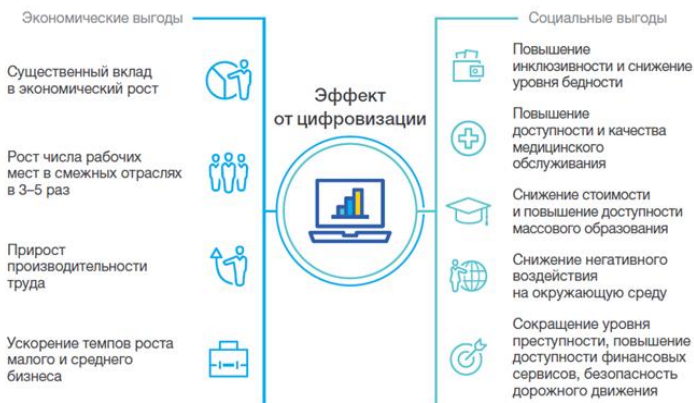 Экономические выгоды
Существенный вклад
в экономический рост
Рост числа рабочих
мест в смежных отраслях
в 3–5 раз
Прирост
производительности
труда
Ускорение темпов роста
малого и среднего
бизнеса
Эффект
от цифровизации
Социальные выгоды
Повышение
инклюзивности и снижение
уровня бедности
Повышение
доступности и качества
медицинского
обслуживания
Снижение стоимости
и повышение доступности
массового образования
Снижение негативного
воздействия
на окружающую среду
Сокращение уровня
преступности, повышение
доступности финансовых
сервисов, безопасность
дорожного движения